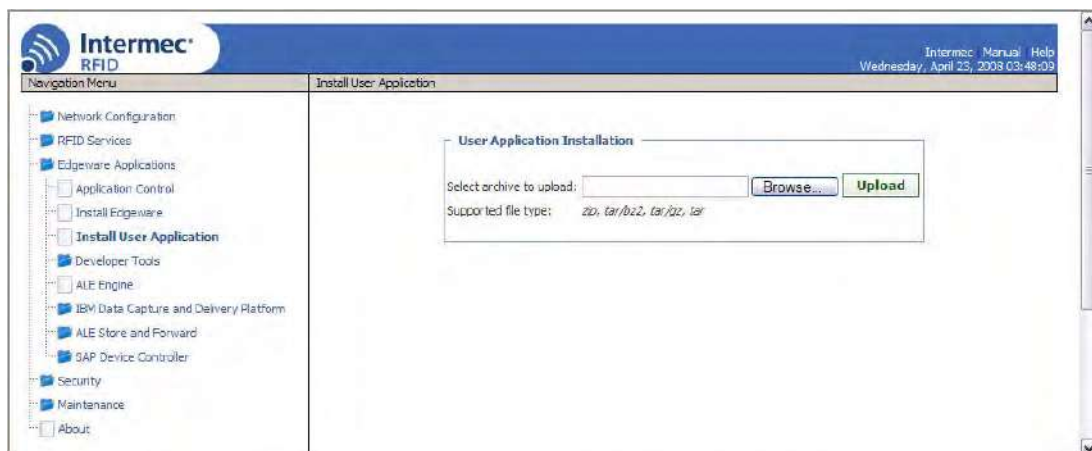 Intermec
RFID
Intermec | Manual | Help
Wednesday, April 23, 2008 03:48:09
Navigation Menu
Install User Application
Network Configuration
RFID Services
Edgeware Applications
Application Control
Install Edgeware
Install User Application
Developer Tools
ALE Engine
IBM Data Capture and Delivery Platform
ALE Store and Forward
SAP Device Controller
Security
Maintenance
About
User Application Installation
Select archive to upload:
Browse...
Upload
Supported file type: zip, tar/bz2, tar/gz, tar